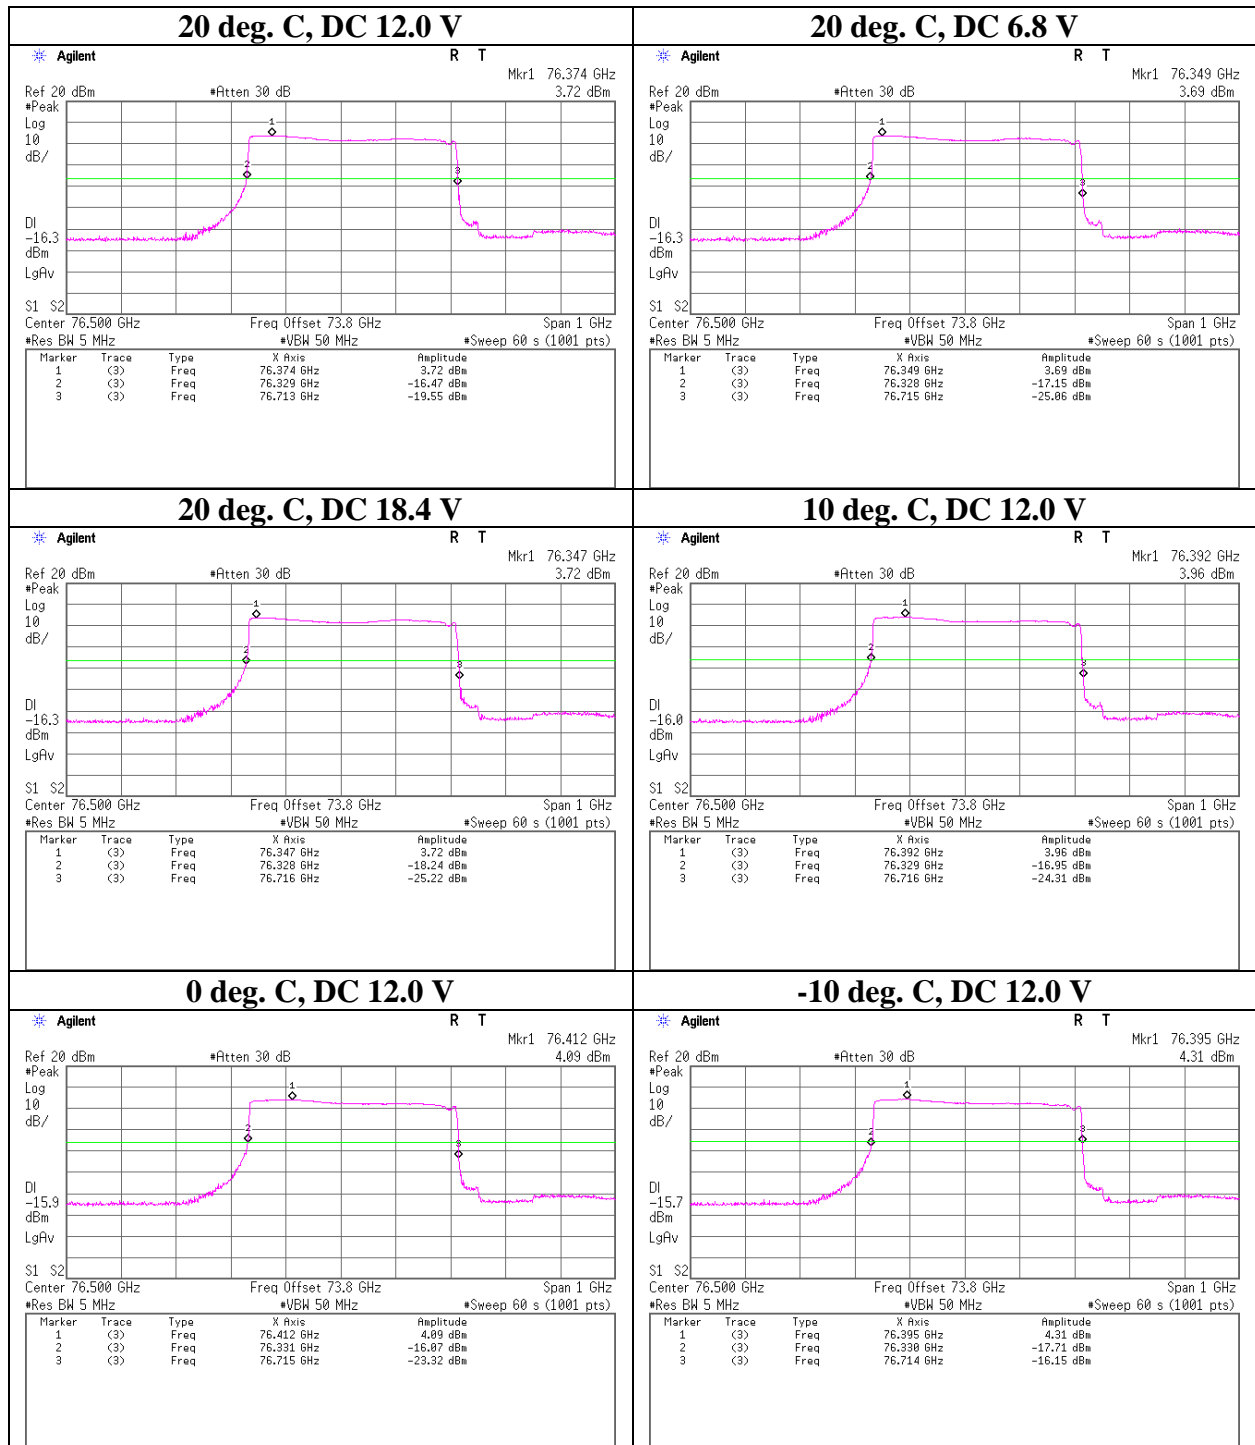 20 deg. C, DC 12.0 V
Agilent
R T
Mkr1 76.374 GHz
Ref 20 dBm
#Atten 30 dB
3.72 dBm
#Peak
Log
10
dB/
1
2
3
DI
-16.3
dBm
LgAv
S1 S2
Center 76.500 GHz
Freq Offset 73.8 GHz
Span 1 GHz
#Res BW 5 MHz
#VBW 50 MHz
#Sweep 60 s (1001 pts)
Marker Trace Type X Axis Amplitude
1 (3) Freq 76.374 GHz 3.72 dBm
2 (3) Freq 76.329 GHz -16.47 dBm
3 (3) Freq 76.713 GHz -19.55 dBm
20 deg. C, DC 6.8 V
Agilent
R T
Mkr1 76.349 GHz
Ref 20 dBm
#Atten 30 dB
3.69 dBm
#Peak
Log
10
dB/
1
2
3
DI
-16.3
dBm
LgAv
S1 S2
Center 76.500 GHz
Freq Offset 73.8 GHz
Span 1 GHz
#Res BW 5 MHz
#VBW 50 MHz
#Sweep 60 s (1001 pts)
Marker Trace Type X Axis Amplitude
1 (3) Freq 76.349 GHz 3.69 dBm
2 (3) Freq 76.328 GHz -17.15 dBm
3 (3) Freq 76.715 GHz -25.06 dBm
20 deg. C, DC 18.4 V
Agilent
R T
Mkr1 76.347 GHz
Ref 20 dBm
#Atten 30 dB
3.72 dBm
#Peak
Log
10
dB/
1
2
3
DI
-16.3
dBm
LgAv
S1 S2
Center 76.500 GHz
Freq Offset 73.8 GHz
Span 1 GHz
#Res BW 5 MHz
#VBW 50 MHz
#Sweep 60 s (1001 pts)
Marker Trace Type X Axis Amplitude
1 (3) Freq 76.347 GHz 3.72 dBm
2 (3) Freq 76.328 GHz -18.24 dBm
3 (3) Freq 76.716 GHz -25.22 dBm
10 deg. C, DC 12.0 V
Agilent
R T
Mkr1 76.392 GHz
Ref 20 dBm
#Atten 30 dB
3.96 dBm
#Peak
Log
10
dB/
1
2
3
DI
-16.0
dBm
LgAv
S1 S2
Center 76.500 GHz
Freq Offset 73.8 GHz
Span 1 GHz
#Res BW 5 MHz
#VBW 50 MHz
#Sweep 60 s (1001 pts)
Marker Trace Type X Axis Amplitude
1 (3) Freq 76.392 GHz 3.96 dBm
2 (3) Freq 76.329 GHz -16.95 dBm
3 (3) Freq 76.716 GHz -24.31 dBm
0 deg. C, DC 12.0 V
Agilent
R T
Mkr1 76.412 GHz
Ref 20 dBm
#Atten 30 dB
4.09 dBm
#Peak
Log
10
dB/
1
2
3
DI
-15.9
dBm
LgAv
S1 S2
Center 76.500 GHz
Freq Offset 73.8 GHz
Span 1 GHz
#Res BW 5 MHz
#VBW 50 MHz
#Sweep 60 s (1001 pts)
Marker Trace Type X Axis Amplitude
1 (3) Freq 76.412 GHz 4.09 dBm
2 (3) Freq 76.331 GHz -16.07 dBm
3 (3) Freq 76.715 GHz -23.32 dBm
-10 deg. C, DC 12.0 V
Agilent
R T
Mkr1 76.395 GHz
Ref 20 dBm
#Atten 30 dB
4.31 dBm
#Peak
Log
10
dB/
1
2
3
DI
-15.7
dBm
LgAv
S1 S2
Center 76.500 GHz
Freq Offset 73.8 GHz
Span 1 GHz
#Res BW 5 MHz
#VBW 50 MHz
#Sweep 60 s (1001 pts)
Marker Trace Type X Axis Amplitude
1 (3) Freq 76.395 GHz 4.31 dBm
2 (3) Freq 76.330 GHz -17.71 dBm
3 (3) Freq 76.714 GHz -16.15 dBm